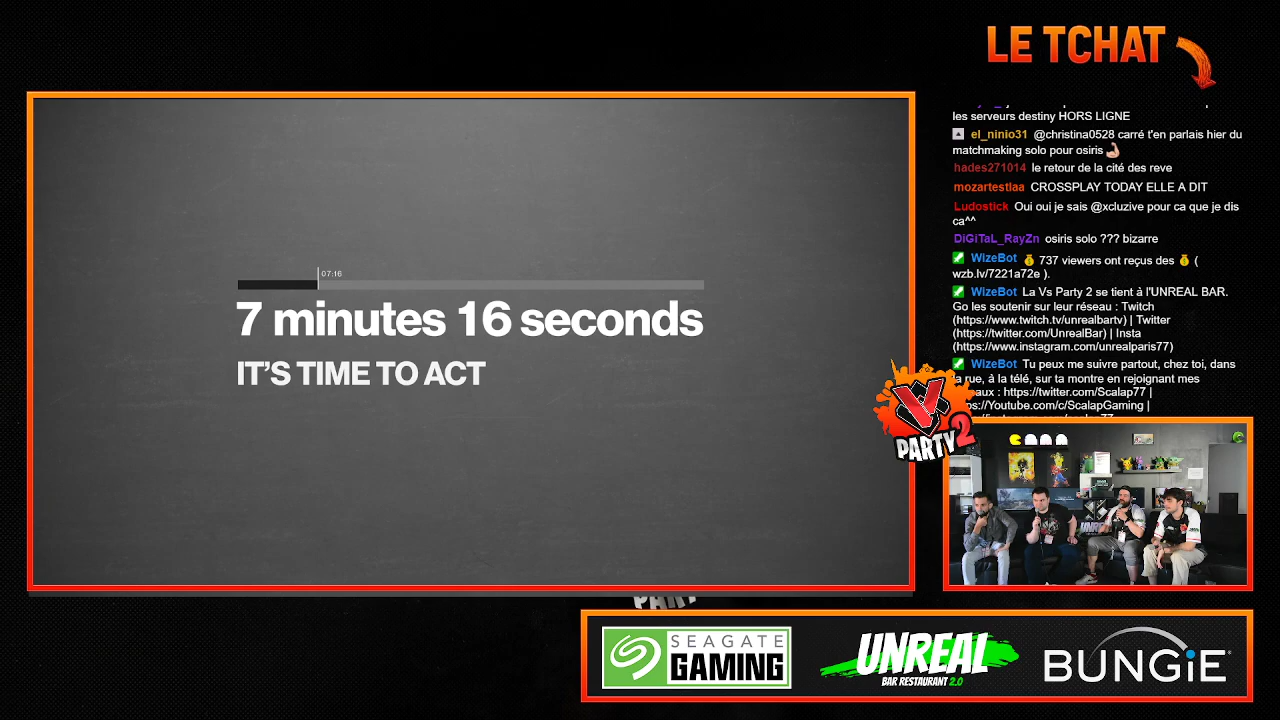 LE TCHAT
les serveurs destiny HORS LIGNE
el_ninio31 @christina0528 carré t'en parlais hier du
matchmaking solo pour osiris 💪🏼
hades271014 le retour de la cité des reve
mozartestlaa CROSSPLAY TODAY ELLE A DIT
Ludostick Oui oui je sais @xcluzive pour ca que je dis
ca^^
DiGiTaL_RayZn osiris solo ??? bizarre
WizeBot 💰 737 viewers ont reçus des 💰 (
wzb.lv/7221a72e ).
WizeBot La Vs Party 2 se tient à l'UNREAL BAR.
Go les soutenir sur leur réseau : Twitch
(https://www.twitch.tv/unrealbartv) | Twitter
(https://twitter.com/UnrealBar) | Insta
(https://www.instagram.com/unrealparis77)
WizeBot Tu peux me suivre partout, chez toi, dans
rue, à la télé, sur ta montre en rejoignant mes
: https://twitter.com/Scalap77 |
://Youtube.com/c/ScalapGaming |
07:16
7 minutes 16 seconds
IT'S TIME TO ACT
PARTY 2
PARTY
SEAGATE
GAMING
UNREAL
BAR RESTAURANT 2.0
BUNGiE